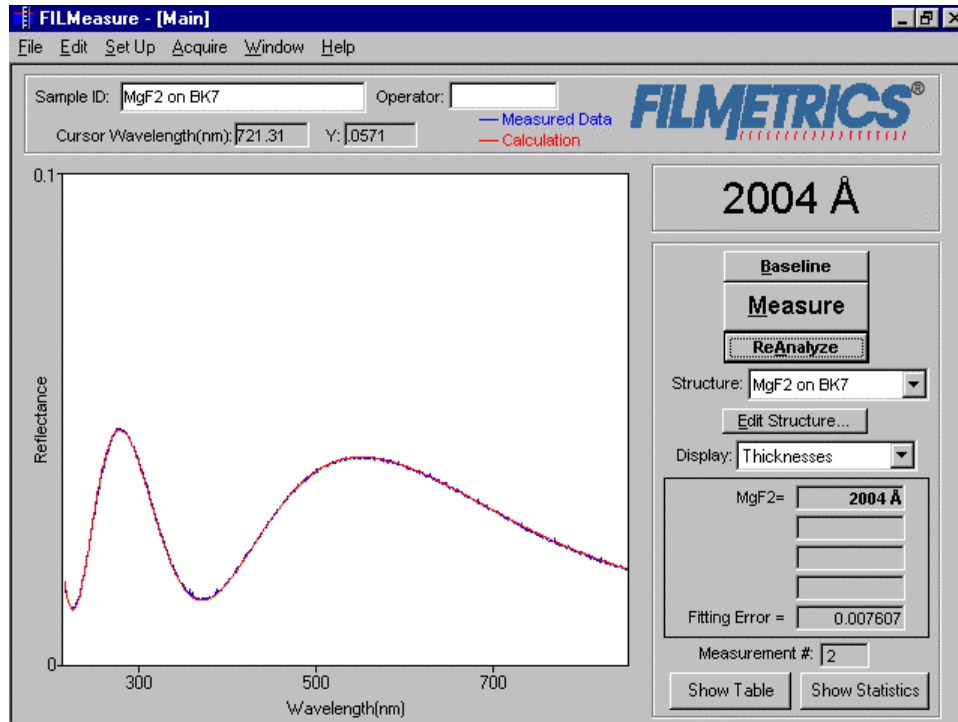 FILMeasure - [Main]
File Edit Set Up Acquire Window Help
Sample ID: MgF2 on BK7 Operator:
Cursor Wavelength(nm): 721.31 Y: .0571
Measured Data
Calculation
FILMETRICS®
2004 Å
0.1
Reflectance
0
300 500 700
Wavelength(nm)
Baseline
Measure
ReAnalyze
Structure: MgF2 on BK7
Edit Structure...
Display: Thicknesses
MgF2= 2004 Å
Fitting Error = 0.007607
Measurement #: 2
Show Table Show Statistics